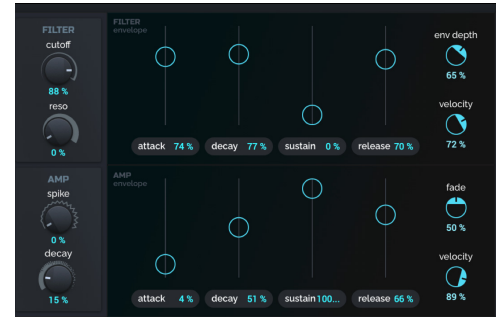 FILTER
cutoff
88 %
reso
0 %
FILTER
envelope
attack 74 %
decay 77 %
sustain 0 %
release 70 %
env depth
65 %
velocity
72 %
AMP
spike
0 %
decay
15 %
AMP
envelope
attack 4 %
decay 51 %
sustain 100...
release 66 %
fade
50 %
velocity
89 %